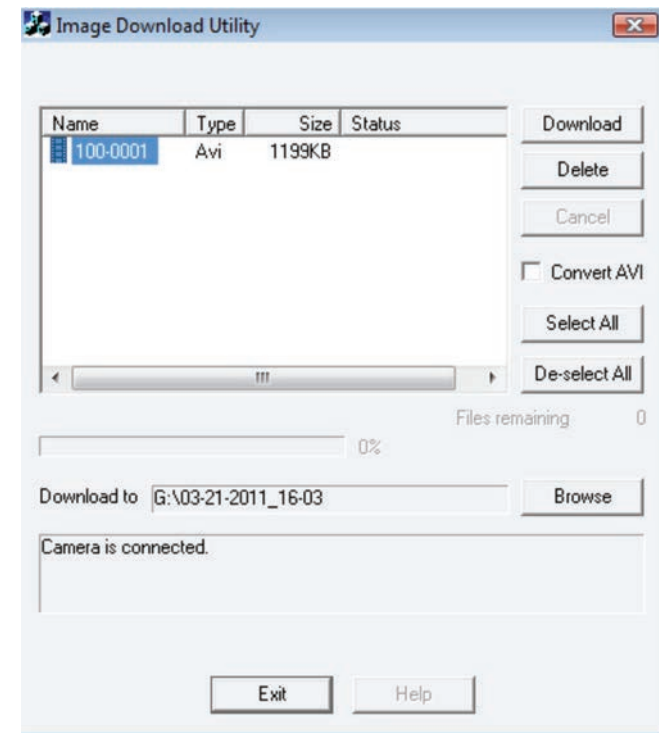 Image Download Utility
Name Type Size Status
100-0001 Avi 1199KB
Download
Delete
Cancel
Convert AVI
Select All
De-select All
Files remaining 0
0%
Download to G:\03-21-2011_16-03 Browse
Camera is connected.
Exit Help